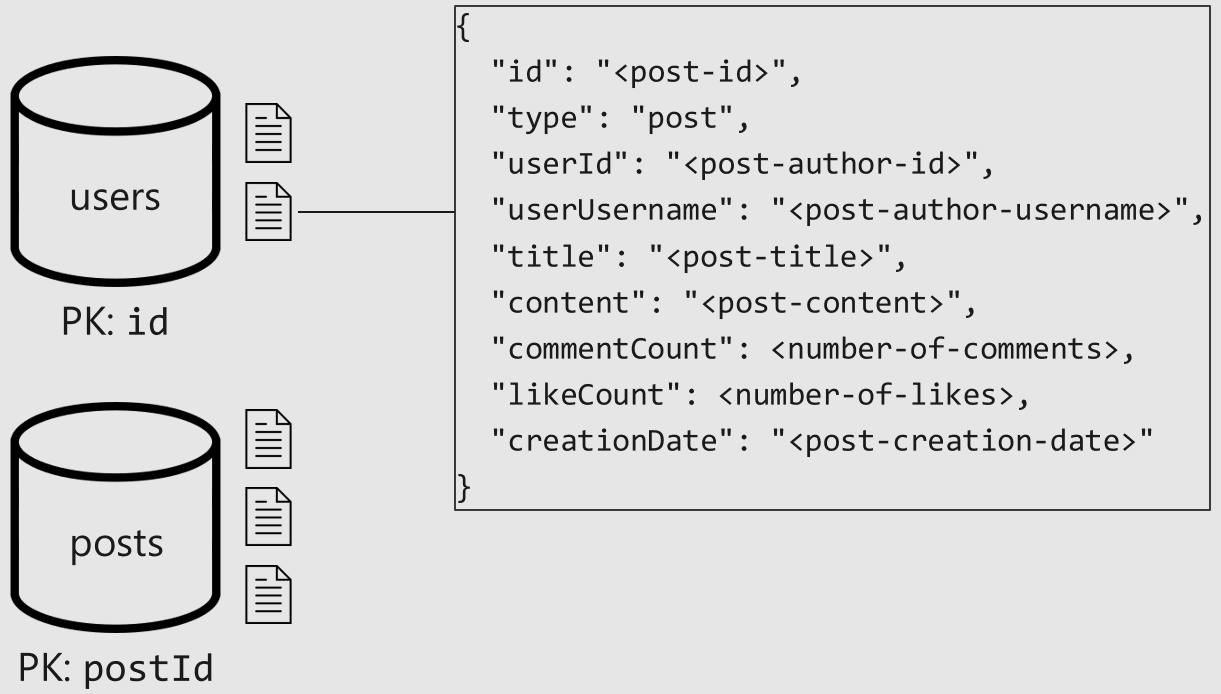 users
PK: id
posts
PK: postId
{
"id": "<post-id>",
"type": "post",
"userId": "<post-author-id>",
"userUsername": "<post-author-username>",
"title": "<post-title>",
"content": "<post-content>",
"commentCount": <number-of-comments>,
"likeCount": <number-of-likes>,
"creationDate": "<post-creation-date>"
}